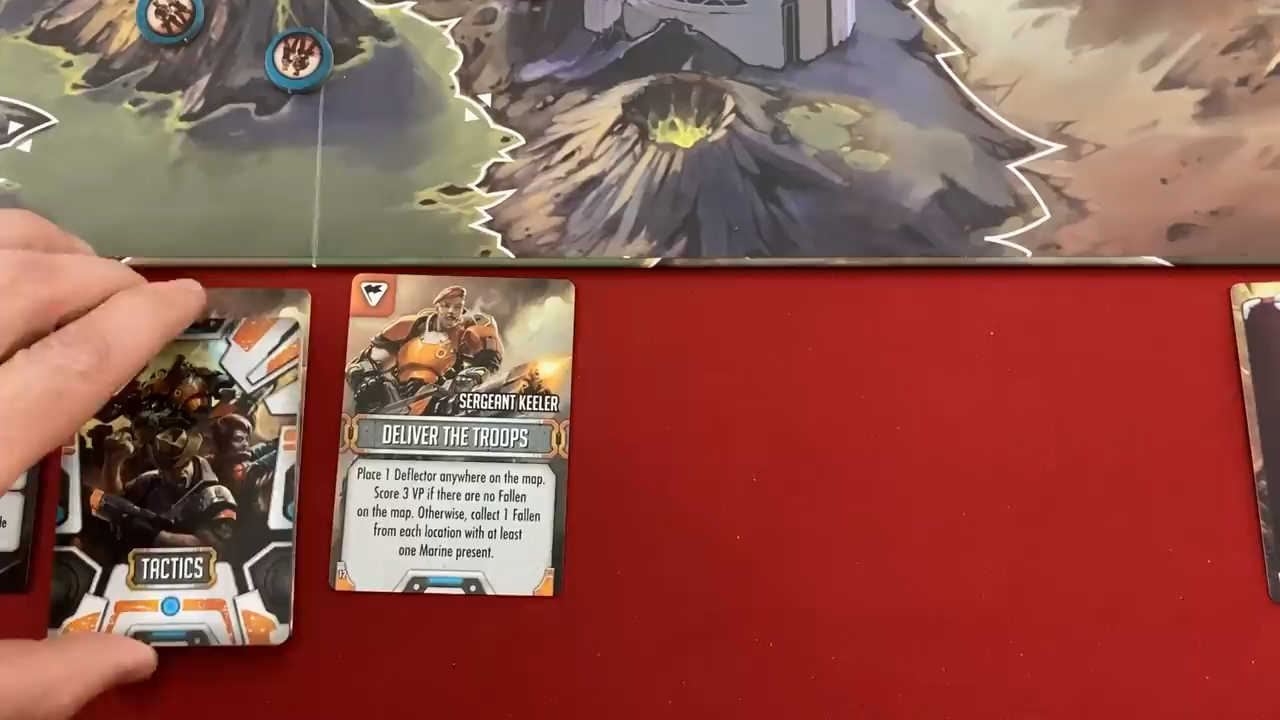 SERGEANT KEELER
DELIVER THE TROOPS
Place 1 Deflector anywhere on the map.
Score 3 VP if there are no Fallen
on the map. Otherwise, collect 1 Fallen
from each location with at least
one Marine present.
12
TACTICS